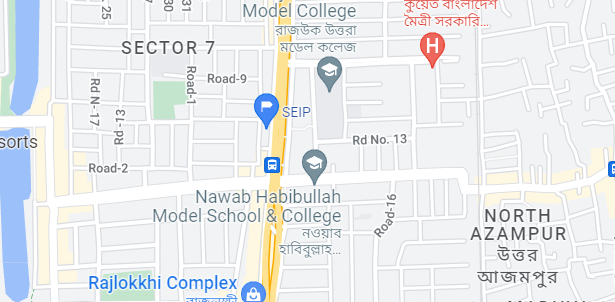 Model College
রাজউক উত্তরা
মডেল কলেজ
কুয়েত বাংলাদেশ
মৈত্রী সরকারি...
SECTOR 7
Road-9
Road-1
Rd N-17
Rd -13
SEIP
Rd No. 13
sorts
Road-2
Nawab Habibullah
Model School & College
নওয়াব
হাবিবুল্লাহ...
Road-16
NORTH
AZAMPUR
উত্তর
আজমপুর
Rajlokkhi Complex